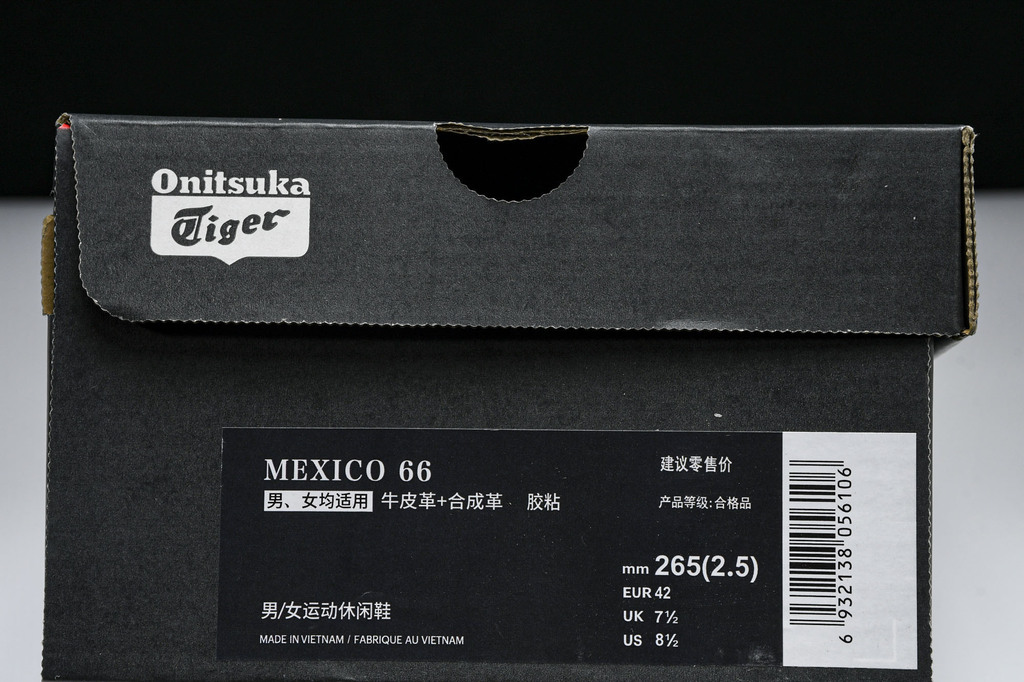 Onitsuka
Tiger
MEXICO 66
男、女均适用 牛皮革+合成革 胶粘
建议零售价
产品等级:合格品
mm 265(2.5)
EUR 42
UK 7½
US 8½
男/女运动休闲鞋
MADE IN VIETNAM / FABRIQUE AU VIETNAM
6 932138 056106